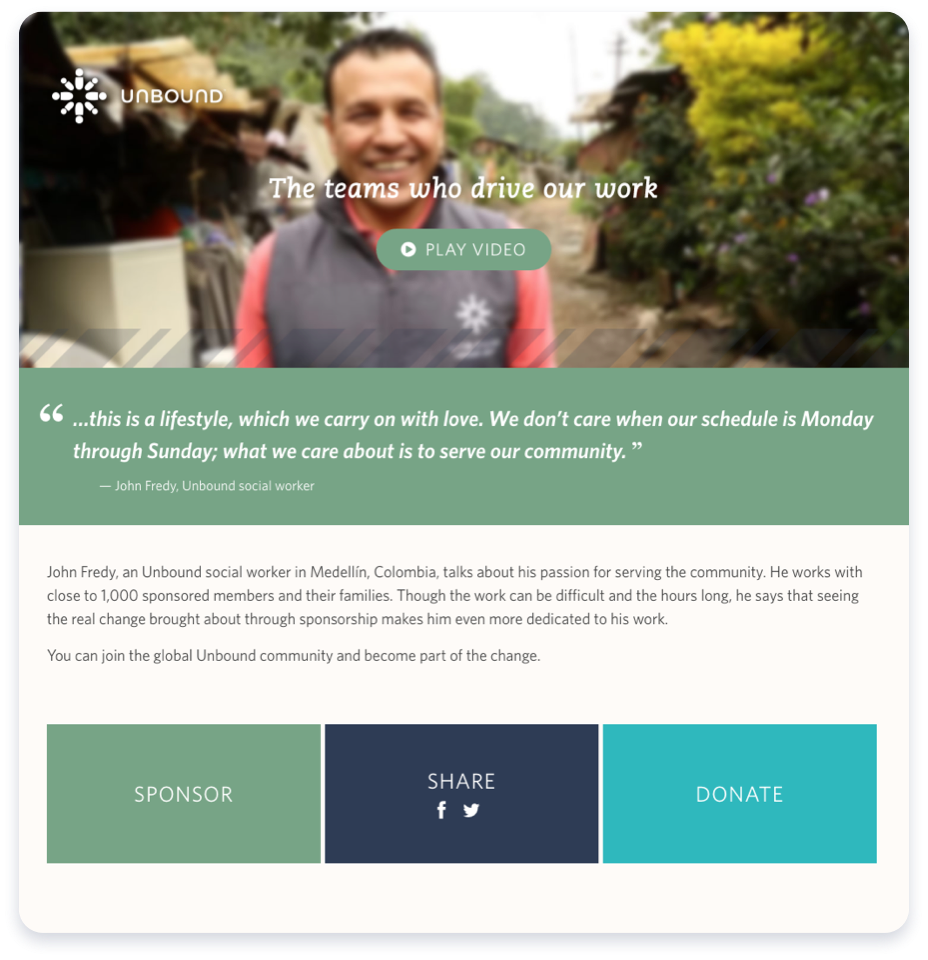 UNBOUND
The teams who drive our work
PLAY VIDEO
“ ...this is a lifestyle, which we carry on with love. We don’t care when our schedule is Monday
through Sunday; what we care about is to serve our community. ”
— John Fredy, Unbound social worker
John Fredy, an Unbound social worker in Medellín, Colombia, talks about his passion for serving the community. He works with
close to 1,000 sponsored members and their families. Though the work can be difficult and the hours long, he says that seeing
the real change brought about through sponsorship makes him even more dedicated to his work.
You can join the global Unbound community and become part of the change.
SPONSOR
SHARE
DONATE